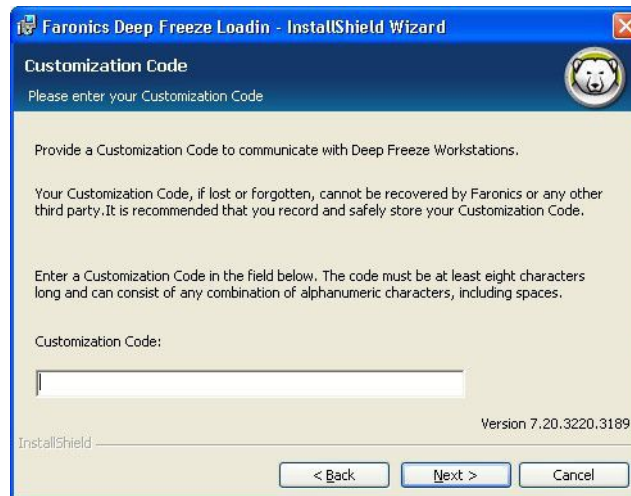 Faronics Deep Freeze Loadin - InstallShield Wizard
Customization Code
Please enter your Customization Code
Provide a Customization Code to communicate with Deep Freeze Workstations.
Your Customization Code, if lost or forgotten, cannot be recovered by Faronics or any other
third party.It is recommended that you record and safely store your Customization Code.
Enter a Customization Code in the field below. The code must be at least eight characters
long and can consist of any combination of alphanumeric characters, including spaces.
Customization Code:
Version 7.20.3220.3189
InstallShield
< Back
Next >
Cancel